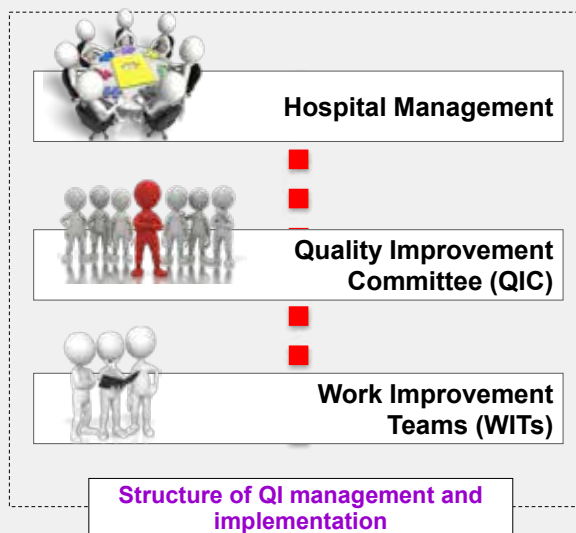 Hospital Management
Quality Improvement
Committee (QIC)
Work Improvement
Teams (WITs)
Structure of QI management and
implementation